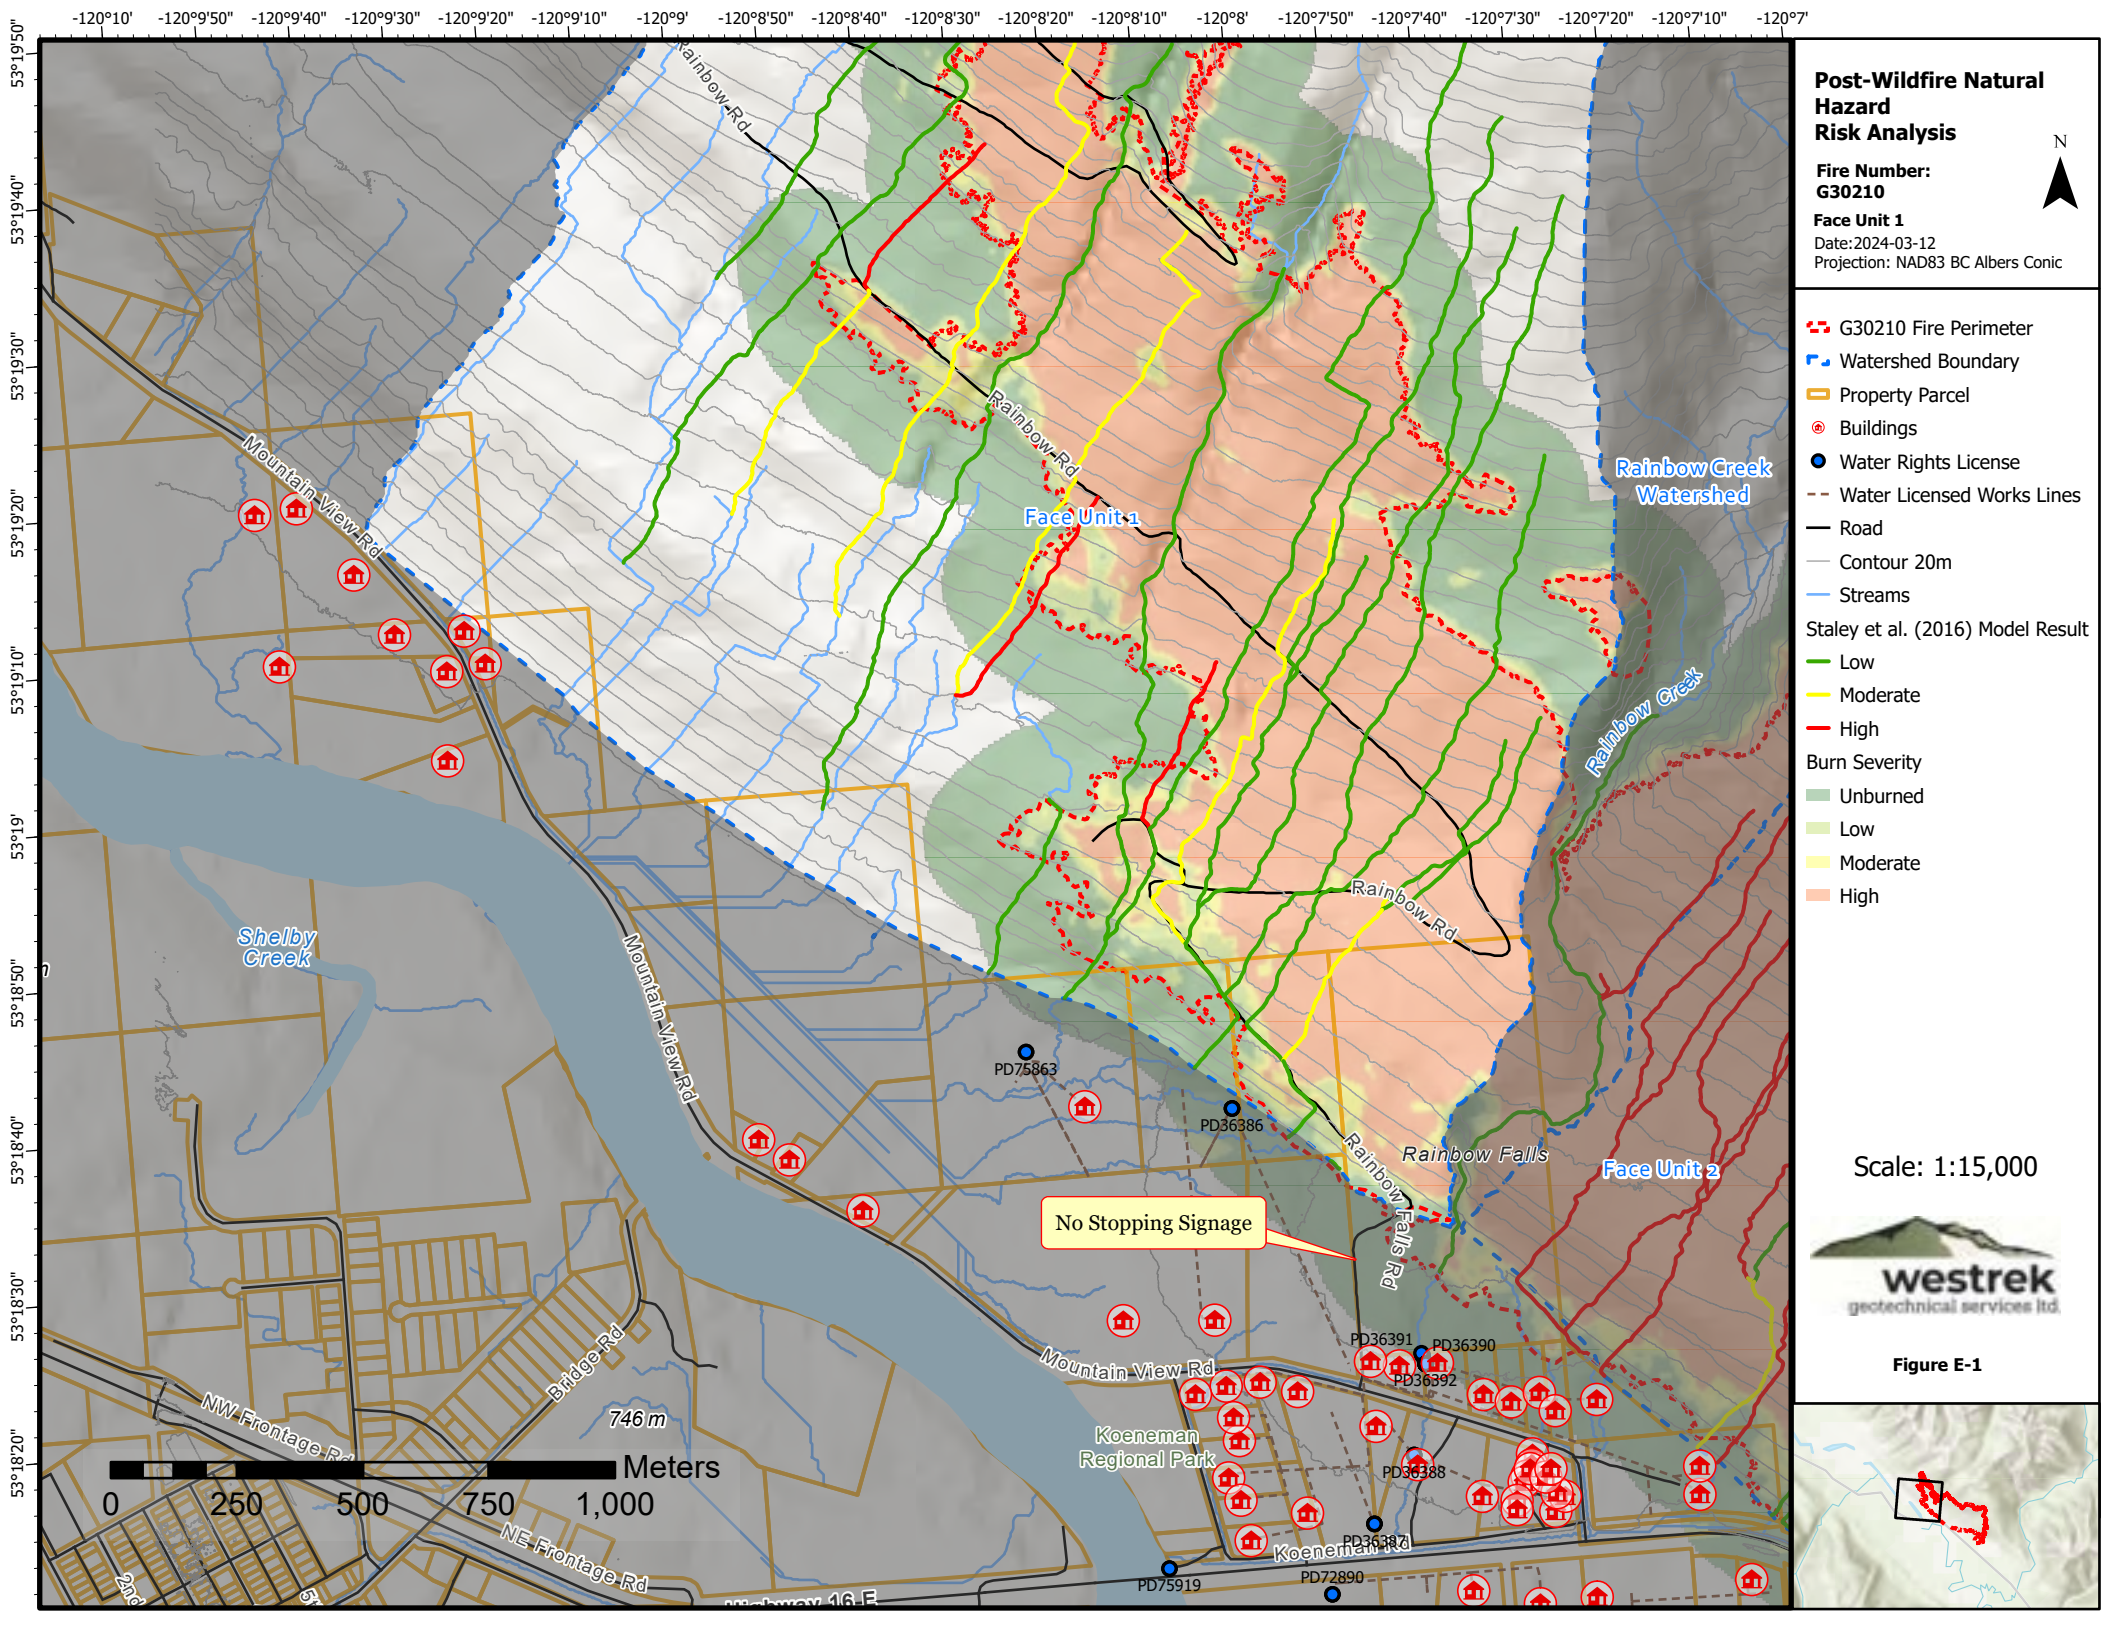 -120°10' -120°9'50" -120°9'40" -120°9'30" -120°9'20" -120°9'10" -120°9' -120°8'50" -120°8'40" -120°8'30" -120°8'20" -120°8'10" -120°8' -120°7'50" -120°7'40" -120°7'30" -120°7'20" -120°7'10" -120°7'
53°19'50"
53°19'40"
53°19'30"
53°19'20"
53°19'10"
53°19'
53°18'50"
53°18'40"
53°18'30"
53°18'20"
Rainbow Rd
Rainbow Rd
Mountain View Rd
Face Unit 1
Rainbow Creek
Watershed
Rainbow Creek
Rainbow Rd
Shelby
Creek
Mountain View Rd
PD75863
PD36386
Rainbow Falls
Face Unit 2
Rainbow Falls Rd
No Stopping Signage
PD36391
PD36390
PD36392
Mountain View Rd
Bridge Rd
746 m
NW Frontage Rd
Koeneman
Regional Park
PD36388
PD36387
Koeneman Rd
NE Frontage Rd
PD75919
PD72890
2nd
Highway 16 E
Meters
0 250 500 750 1,000
Post-Wildfire Natural
Hazard
Risk Analysis
Fire Number:
G30210
Face Unit 1
Date:2024-03-12
Projection: NAD83 BC Albers Conic
N
G30210 Fire Perimeter
Watershed Boundary
Property Parcel
Buildings
Water Rights License
Water Licensed Works Lines
Road
Contour 20m
Streams
Staley et al. (2016) Model Result
Low
Moderate
High
Burn Severity
Unburned
Low
Moderate
High
Scale: 1:15,000
westrek
geotechnical services ltd.
Figure E-1